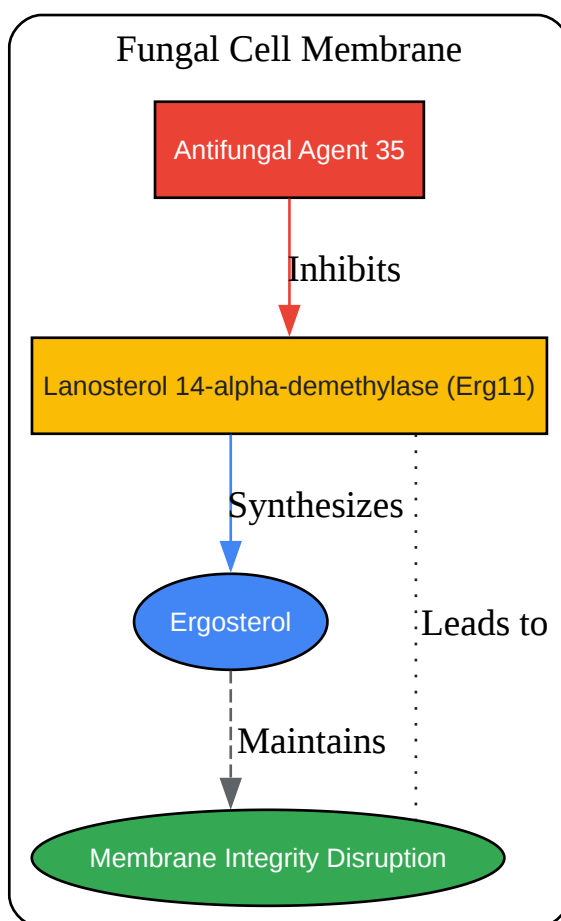 Fungal Cell Membrane
Antifungal Agent 35
Inhibits
Lanosterol 14-alpha-demethylase (Erg11)
Synthesizes
Ergosterol
Leads to
Maintains
Membrane Integrity Disruption